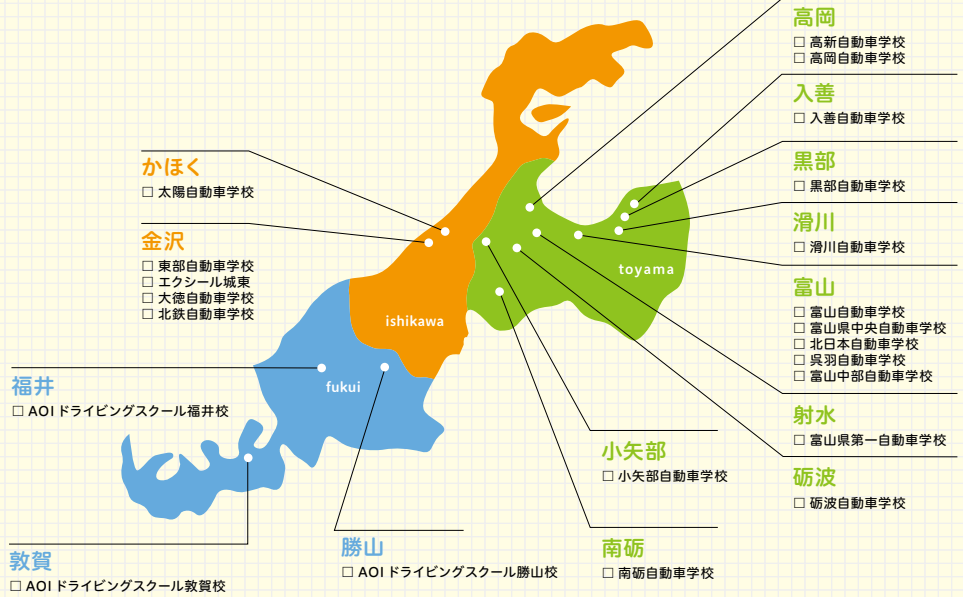 かほく
□ 太陽自動車学校
金沢
□ 東部自動車学校
□ エクシール城東
□ 大徳自動車学校
□ 北鉄自動車学校
福井
□ AOIドライビングスクール福井校
敦賀
□ AOIドライビングスクール敦賀校
勝山
□ AOIドライビングスクール勝山校
ishikawa
fukui
toyama
小矢部
□ 小矢部自動車学校
南砺
□ 南砺自動車学校
高岡
□ 高新自動車学校
□ 高岡自動車学校
入善
□ 入善自動車学校
黒部
□ 黒部自動車学校
滑川
□ 滑川自動車学校
富山
□ 富山自動車学校
□ 富山県中央自動車学校
□ 北日本自動車学校
□ 呉羽自動車学校
□ 富山中部自動車学校
射水
□ 富山県第一自動車学校
砺波
□ 砺波自動車学校